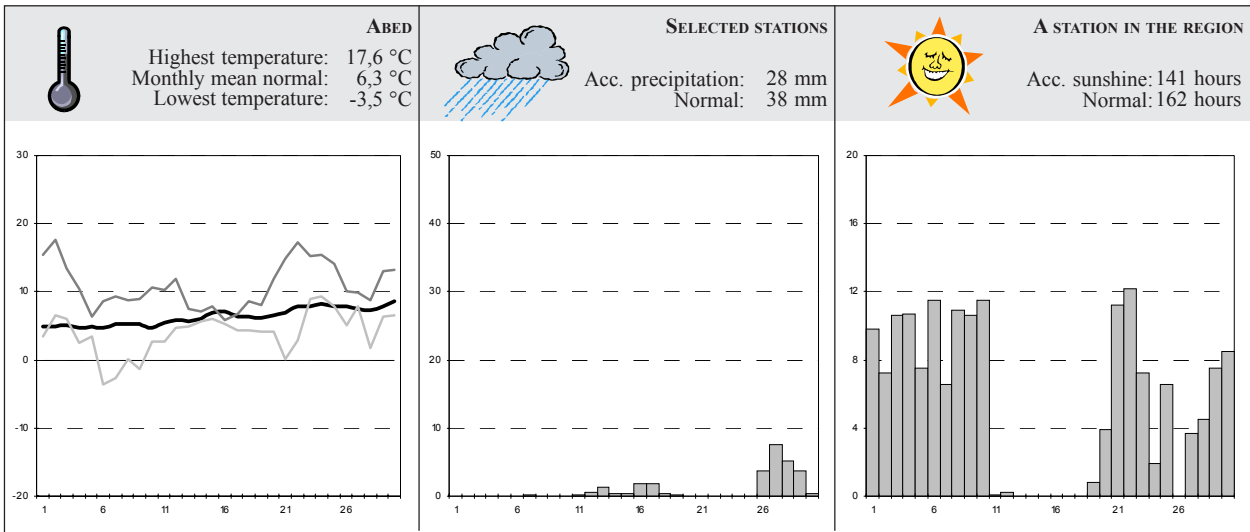 ABED
Highest temperature: 17,6 °C
Monthly mean normal: 6,3 °C
Lowest temperature: -3,5 °C
30
20
10
0
-10
-20
1 6 11 16 21 26
SELECTED STATIONS
Acc. precipitation: 28 mm
Normal: 38 mm
50
40
30
20
10
0
1 6 11 16 21 26
A STATION IN THE REGION
Acc. sunshine: 141 hours
Normal: 162 hours
20
16
12
8
4
0
1 6 11 16 21 26